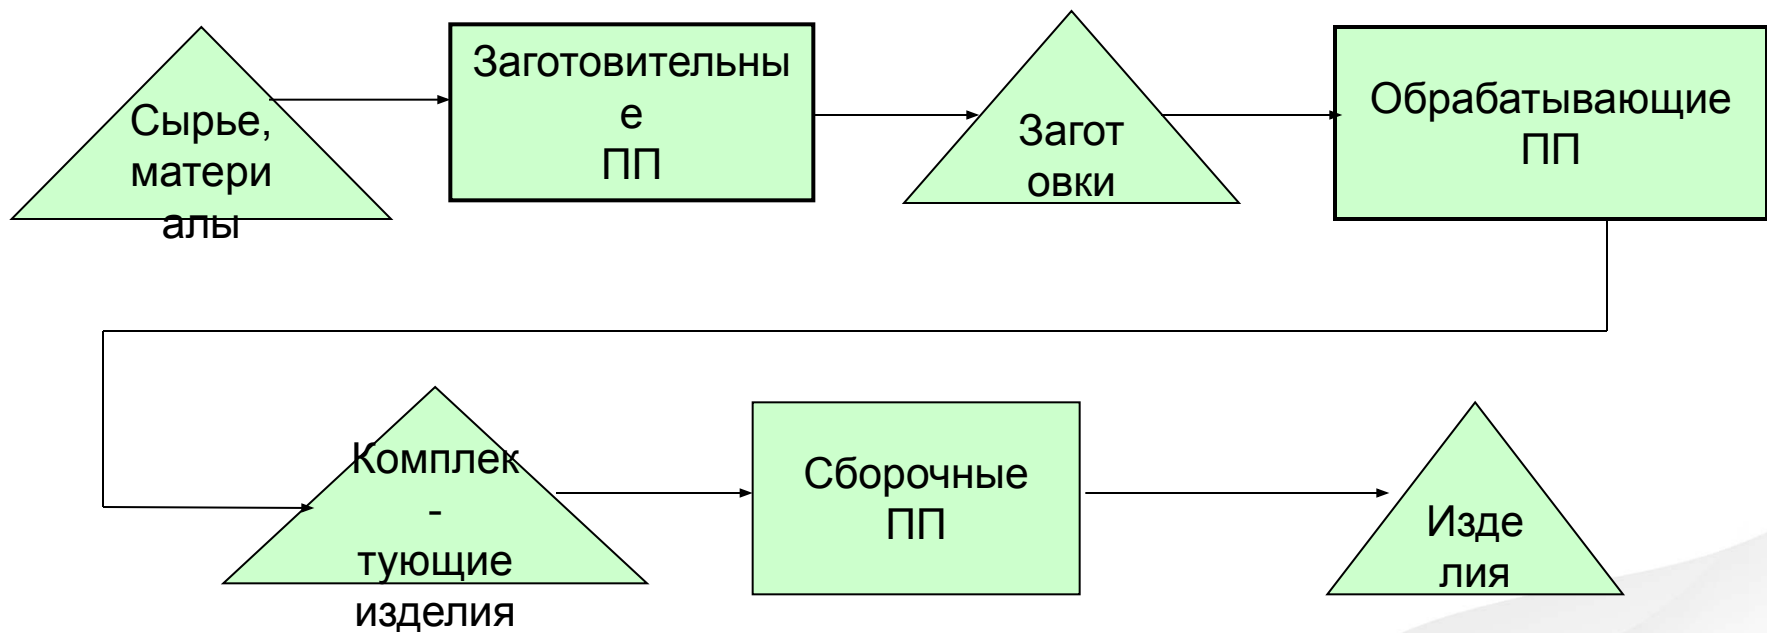 Сырье,
матери
алы
Заготовительны
е
ПП
Загот
овки
Обрабатывающие
ПП
Комплек
-
тующие
изделия
Сборочные
ПП
Изде
лия